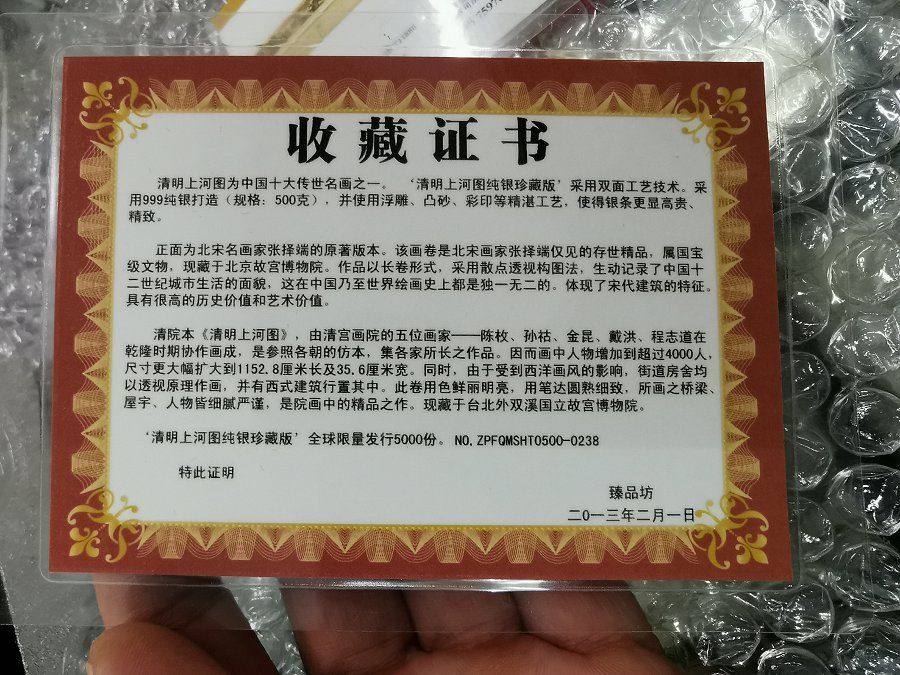 收藏证书
清明上河图为中国十大传世名画之一。‘清明上河图纯银珍藏版’采用双面工艺技术。采
用999纯银打造（规格：500克），并使用浮雕、凸砂、彩印等精湛工艺，使得银条更显高贵、
精致。
正面为北宋名画家张择端的原著版本。该画卷是北宋画家张择端仅见的存世精品，属国宝
级文物，现藏于北京故宫博物院。作品以长卷形式，采用散点透视构图法，生动记录了中国十
二世纪城市生活的面貌，这在中国乃至世界绘画史上都是独一无二的。体现了宋代建筑的特征。
具有很高的历史价值和艺术价值。
清院本《清明上河图》，由清宫画院的五位画家——陈枚、孙祜、金昆、戴洪、程志道在
乾隆时期协作画成，是参照各朝的仿本，集各家所长之作品。因而画中人物增加到超过4000人，
尺寸更大幅扩大到1152.8厘米长及35.6厘米宽。同时，由于受到西洋画风的影响，街道房舍均
以透视原理作画，并有西式建筑行置其中。此卷用色鲜丽明亮，用笔达圆熟细致，所画之桥梁、
屋宇、人物皆细腻严谨，是院画中的精品之作。现藏于台北外双溪国立故宫博物院。
‘清明上河图纯银珍藏版’全球限量发行5000份。NO.ZPFQMSHT0500-0238
特此证明
臻品坊
二0一三年二月一日